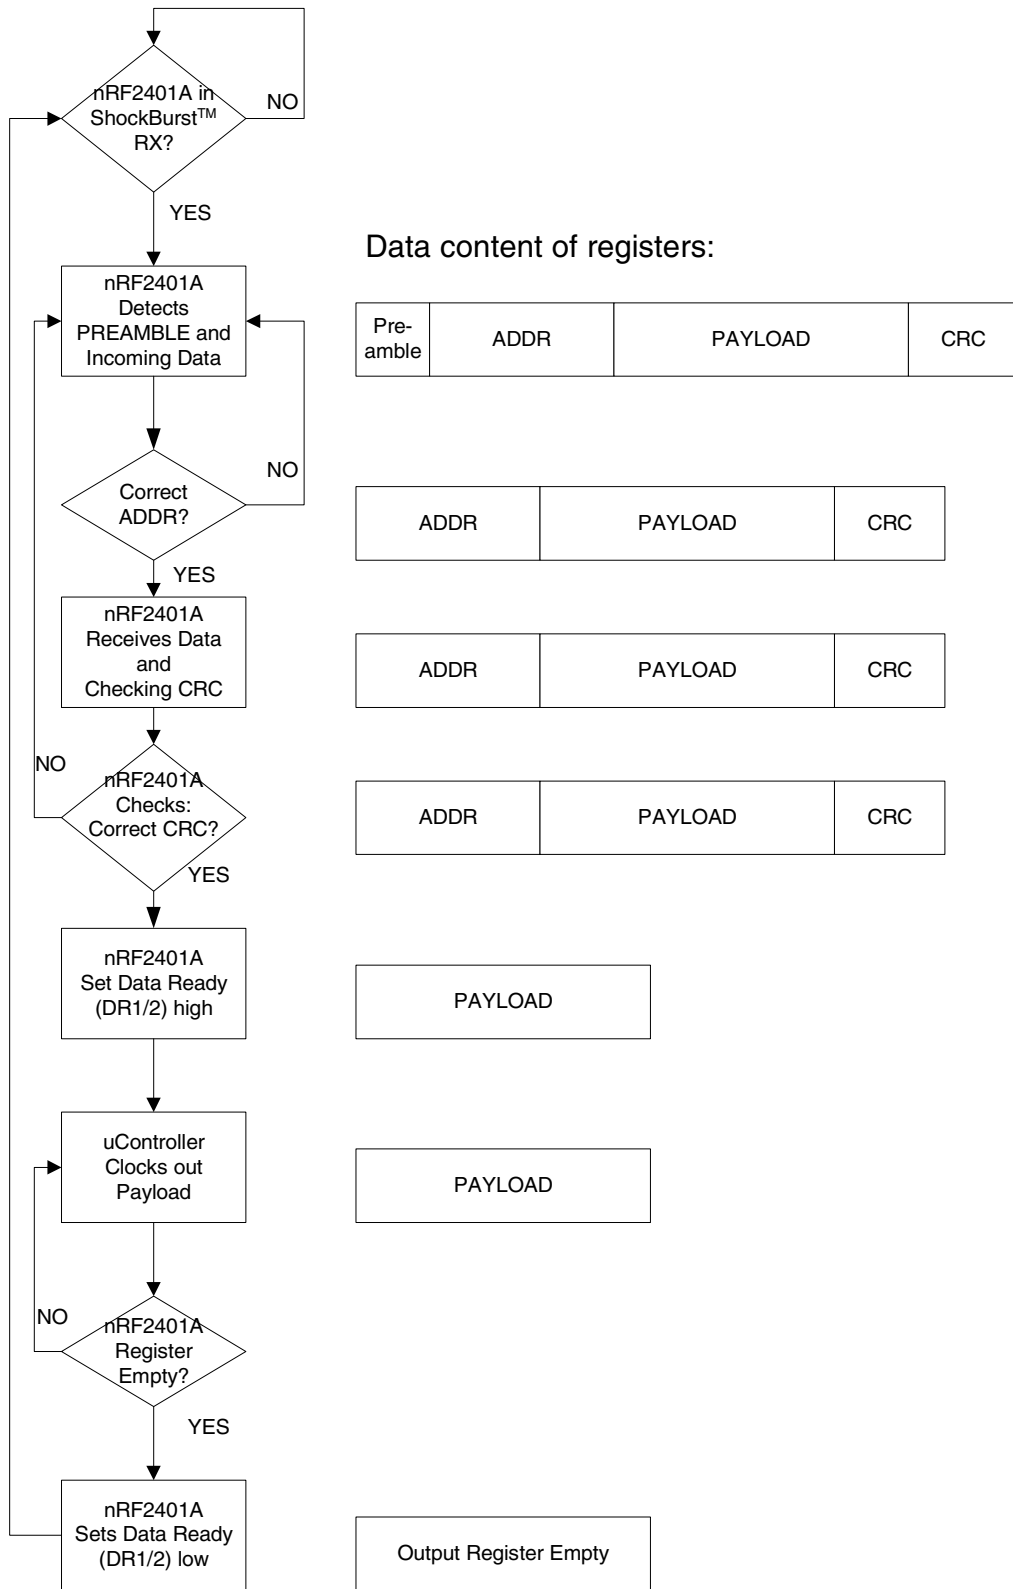 nRF2401A in
ShockBurst™
RX?
NO
YES
Data content of registers:
nRF2401A
Detects
PREAMBLE and
Incoming Data
Pre-
amble
ADDR
PAYLOAD
CRC
NO
Correct
ADDR?
ADDR
PAYLOAD
CRC
YES
nRF2401A
Receives Data
and
Checking CRC
ADDR
PAYLOAD
CRC
NO
nRF2401A
Checks:
Correct CRC?
ADDR
PAYLOAD
CRC
YES
nRF2401A
Set Data Ready
(DR1/2) high
PAYLOAD
uController
Clocks out
Payload
PAYLOAD
NO
nRF2401A
Register
Empty?
YES
nRF2401A
Sets Data Ready
(DR1/2) low
Output Register Empty